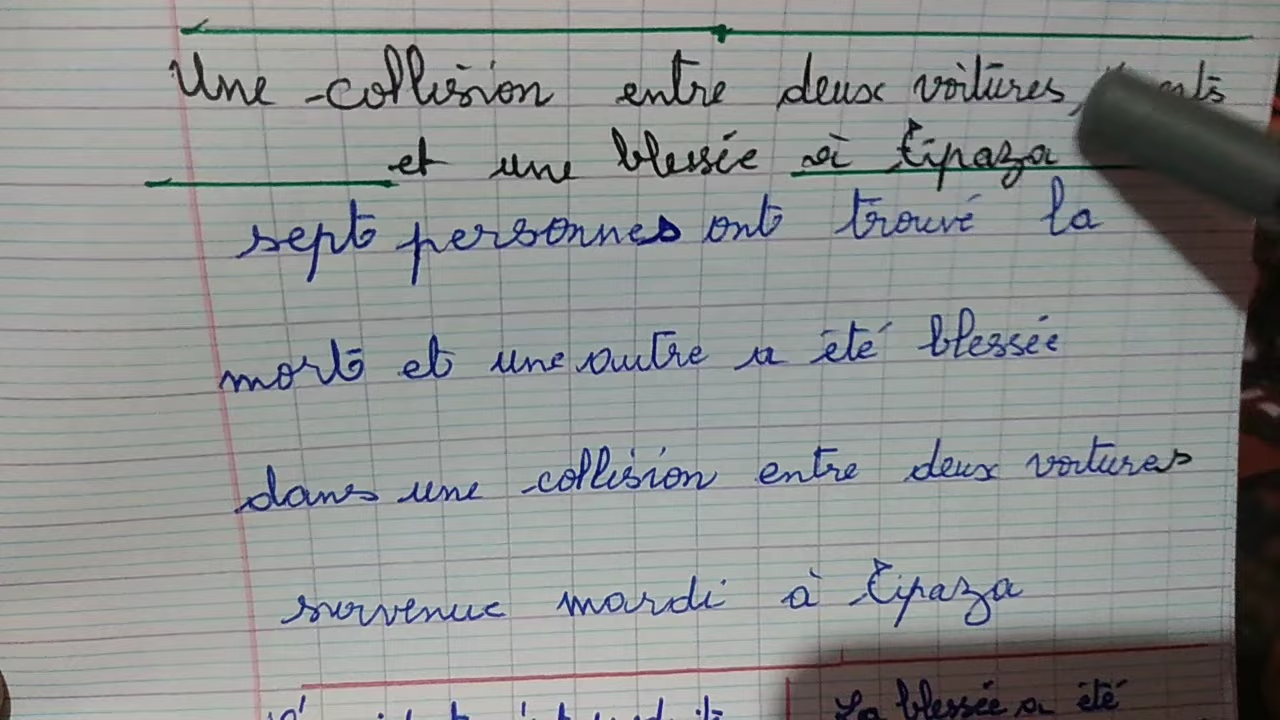 Une collision entre deux voitures,
et une blessée à tipaza
sept personnes ont trouvé la
mort et une autre a été blessée
dans une collision entre deux voitures
survenue mardi à tipaza
La blessée a été